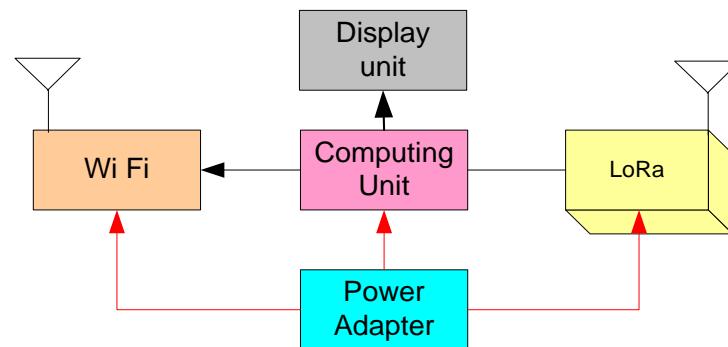 Display
unit
Wi Fi
Computing
Unit
LoRa
Power
Adapter